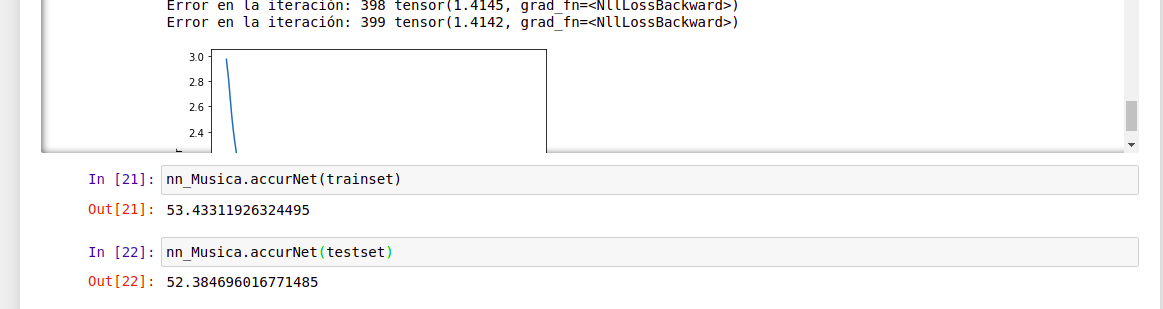 Error en la iteración: 398 tensor(1.4145, grad_fn=<NllLossBackward>)
Error en la iteración: 399 tensor(1.4142, grad_fn=<NllLossBackward>)
3.0
2.8
2.6
2.4
In [21]: nn_Musica.accurNet(trainset)
Out[21]: 53.43311926324495
In [22]: nn_Musica.accurNet(testset)
Out[22]: 52.384696016771485